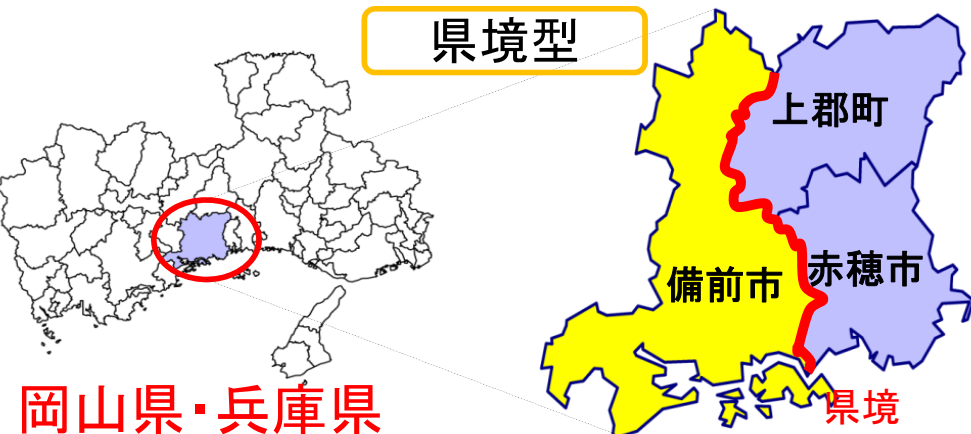 県境型
上郡町
赤穂市
備前市
県境
岡山県・兵庫県